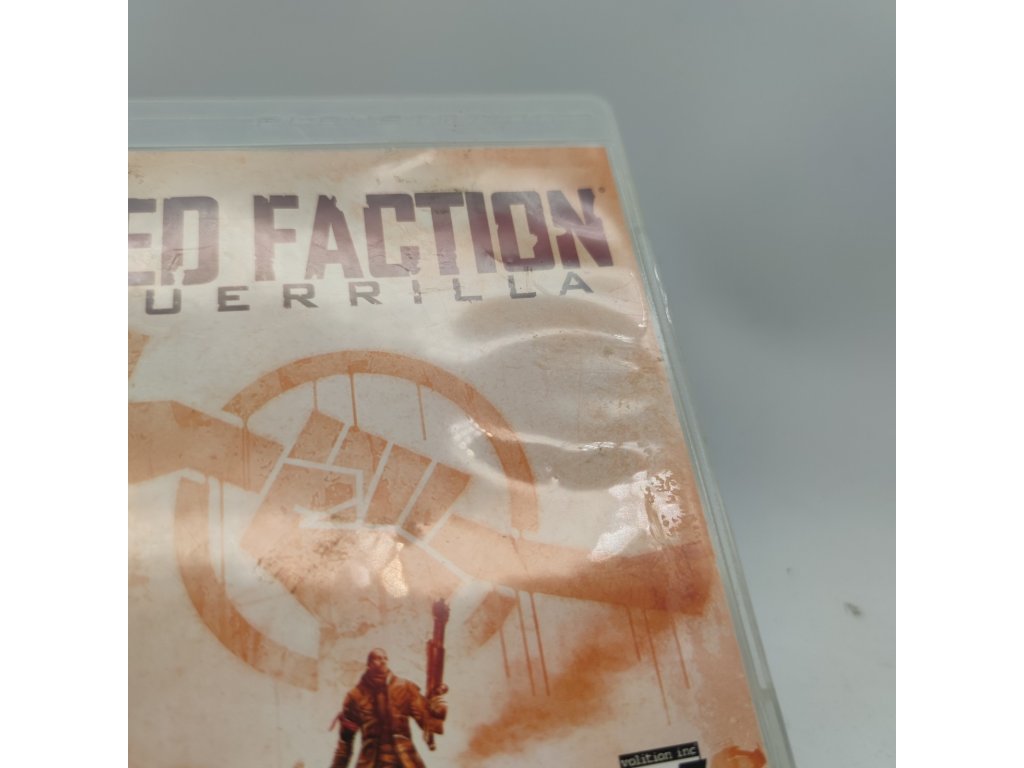 ED FACTION
UERRILLA
volition inc